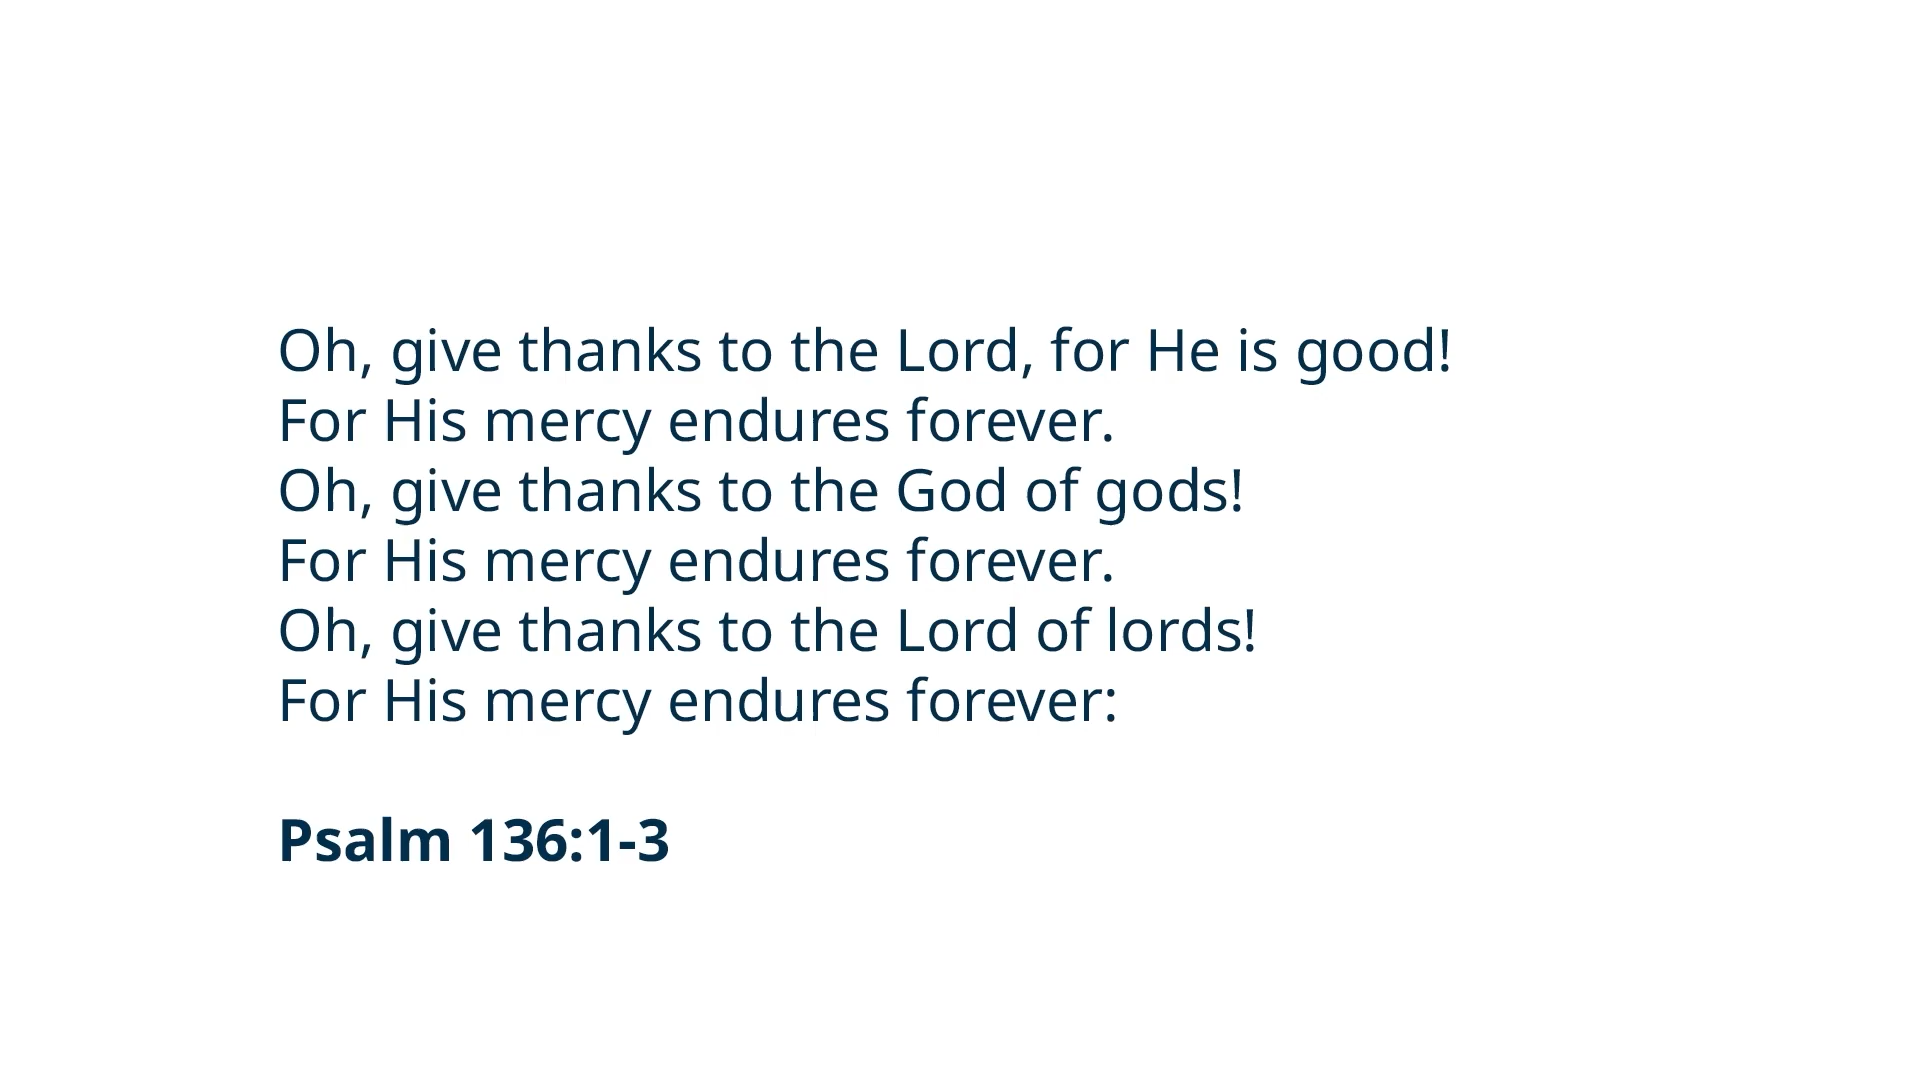 Oh, give thanks to the Lord, for He is good!
For His mercy endures forever.
Oh, give thanks to the God of gods!
For His mercy endures forever.
Oh, give thanks to the Lord of lords!
For His mercy endures forever:
Psalm 136:1-3